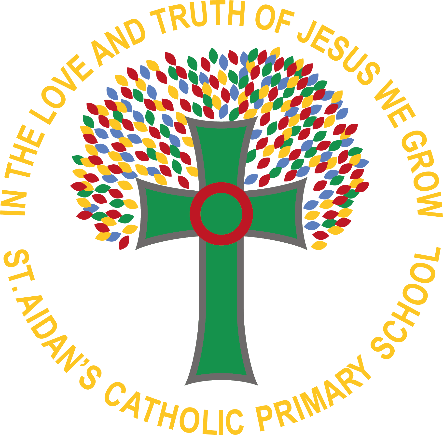 IN THE LOVE AND TRUTH OF JESUS WE GROW
ST. AIDAN'S CATHOLIC PRIMARY SCHOOL